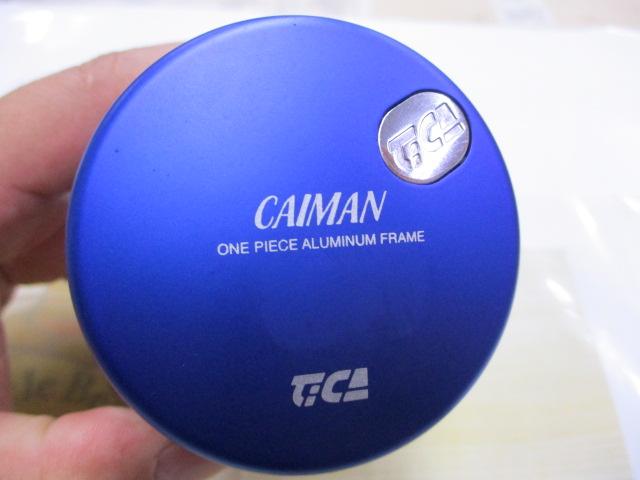 TiCA
CAIMAN
ONE PIECE ALUMINUM FRAME
TiCA